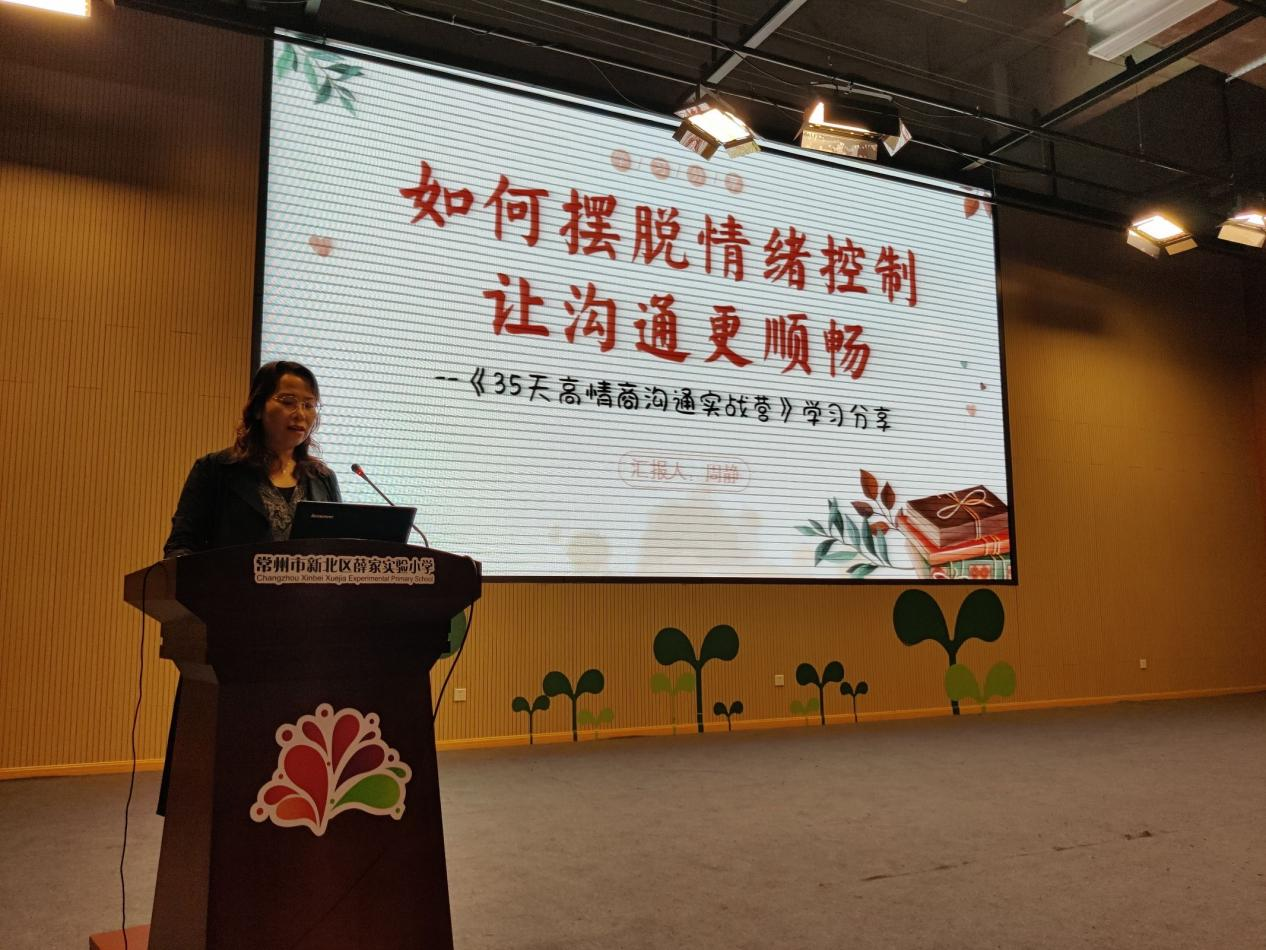 如何摆脱情绪控制
让沟通更顺畅
--《35天高情商沟通实战营》学习分享
汇报人：周静
lenovo
常州市新北区薛家实验小学
Changzhou Xinbei Xuejia Experimental Primary School